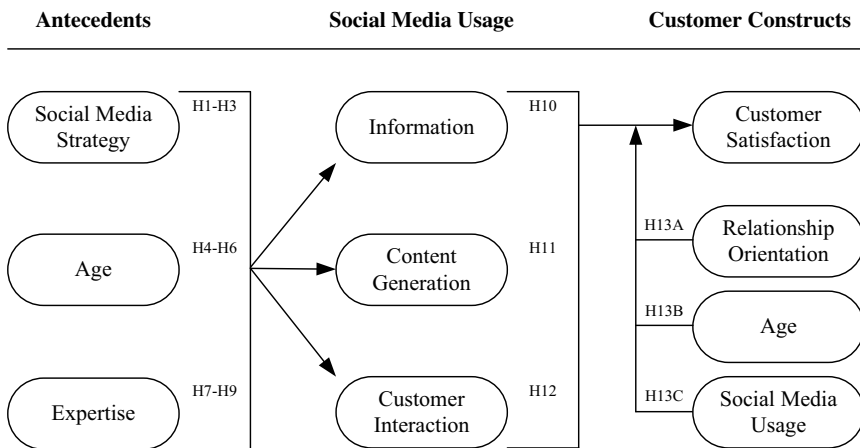 Antecedents Social Media Usage Customer Constructs
H1-H3 H10
Social Media
Strategy
Information
Customer
Satisfaction
H4-H6 H11 H13A
Age
Content
Generation
Relationship
Orientation
H13B
Age
H7-H9 H12 H13C
Expertise
Customer
Interaction
Social Media
Usage